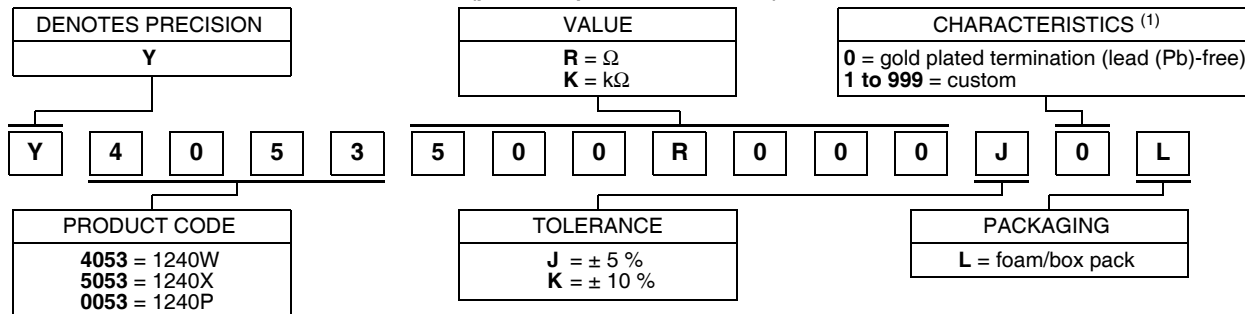 DENOTES PRECISION
Y
VALUE
R = Ω
K = kΩ
CHARACTERISTICS (1)
0 = gold plated termination (lead (Pb)-free)
1 to 999 = custom
Y 4 0 5 3 5 0 0 R 0 0 0 J 0 L
PRODUCT CODE
4053 = 1240W
5053 = 1240X
0053 = 1240P
TOLERANCE
J = ± 5 %
K = ± 10 %
PACKAGING
L = foam/box pack